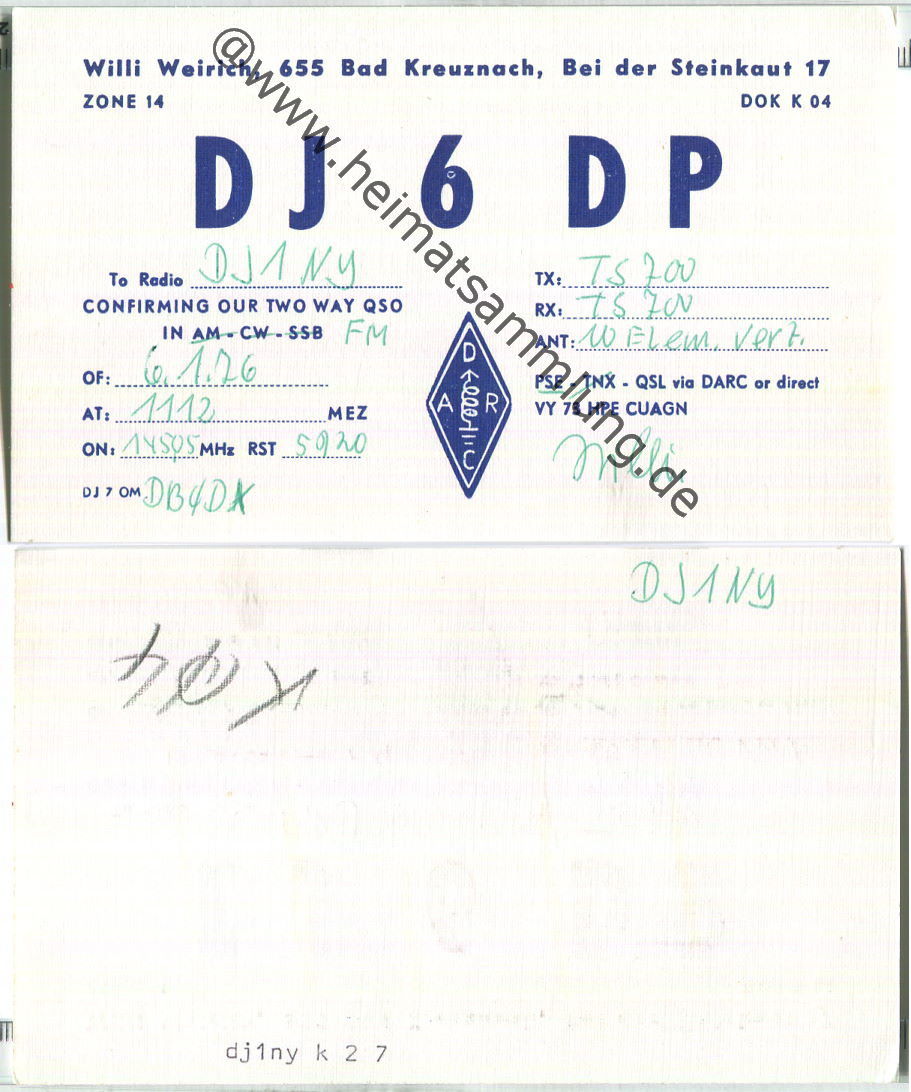 Willi Weirich, 655 Bad Kreuznach, Bei der Steinkaut 17
ZONE 14 DOK K 04
DJ 6 DP
To Radio DJ1NY
CONFIRMING OUR TWO WAY QSO
IN AM - CW - SSB FM
OF: 6.1.76
AT: 1112 MEZ
ON: 145,05 MHz RST 59 20
DJ 7 OM
TX: TS 700
RX: TS 700
ANT: 10 Elem. vert.
PSE - TNX - QSL via DARC or direct
VY 73 HPE CUAGN
Willi
D
A R
C
@www.heimatsammlung.de
DJ1NY
KØ4
dj1ny k 2 7